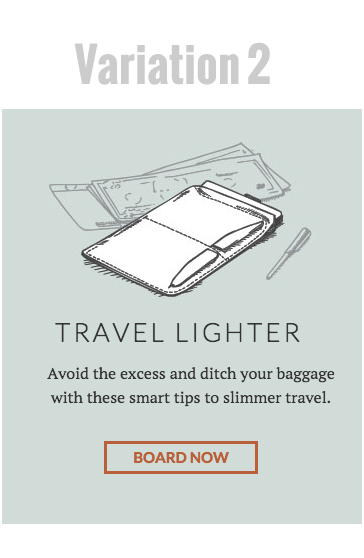 Variation 2
TRAVEL LIGHTER
Avoid the excess and ditch your baggage
with these smart tips to slimmer travel.
BOARD NOW